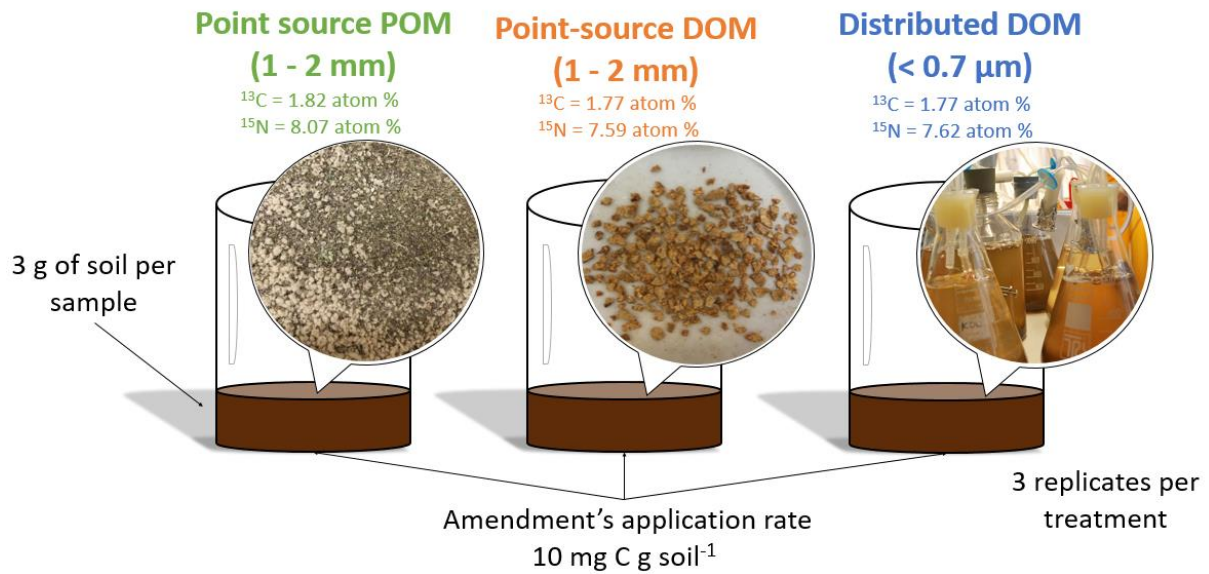 Point source POM
(1 - 2 mm)
¹³C = 1.82 atom %
¹⁵N = 8.07 atom %
Point-source DOM
(1 - 2 mm)
¹³C = 1.77 atom %
¹⁵N = 7.59 atom %
Distributed DOM
(< 0.7 µm)
¹³C = 1.77 atom %
¹⁵N = 7.62 atom %
3 g of soil per
sample
Amendment's application rate
10 mg C g soil⁻¹
3 replicates per
treatment